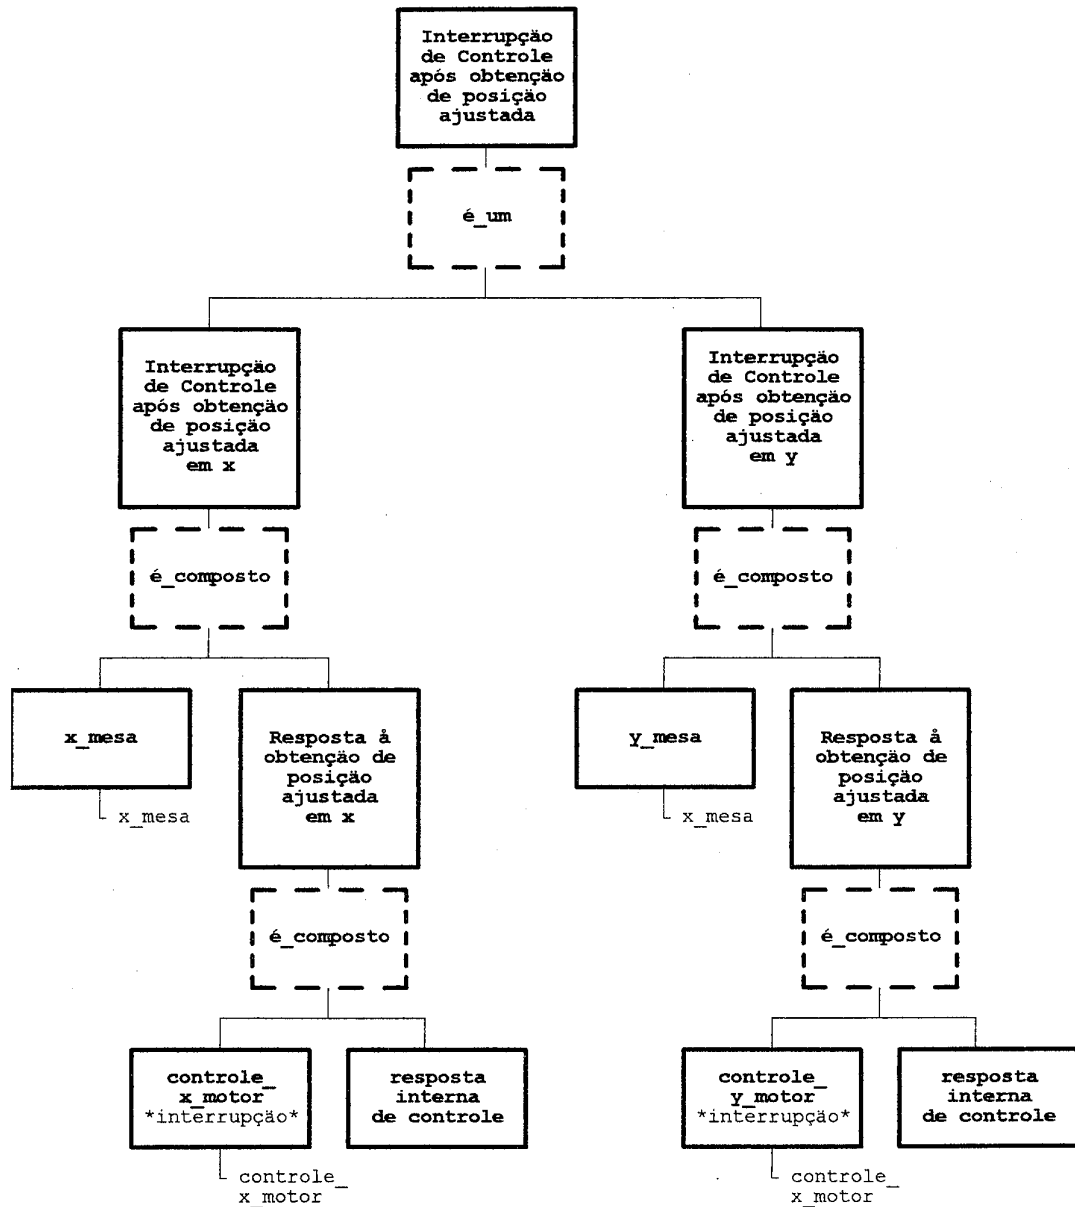 Interrupção
de Controle
após obtenção
de posição
ajustada
é_um
Interrupção
de Controle
após obtenção
de posição
ajustada
em x
Interrupção
de Controle
após obtenção
de posição
ajustada
em y
é_composto
é_composto
x_mesa
x_mesa
Resposta å
obtenção de
posição
ajustada
em x
y_mesa
x_mesa
Resposta å
obtenção de
posição
ajustada
em y
é_composto
é_composto
controle_
x_motor
*interrupção*
controle_
x_motor
resposta
interna
de controle
controle_
y_motor
*interrupção*
controle_
x_motor
resposta
interna
de controle